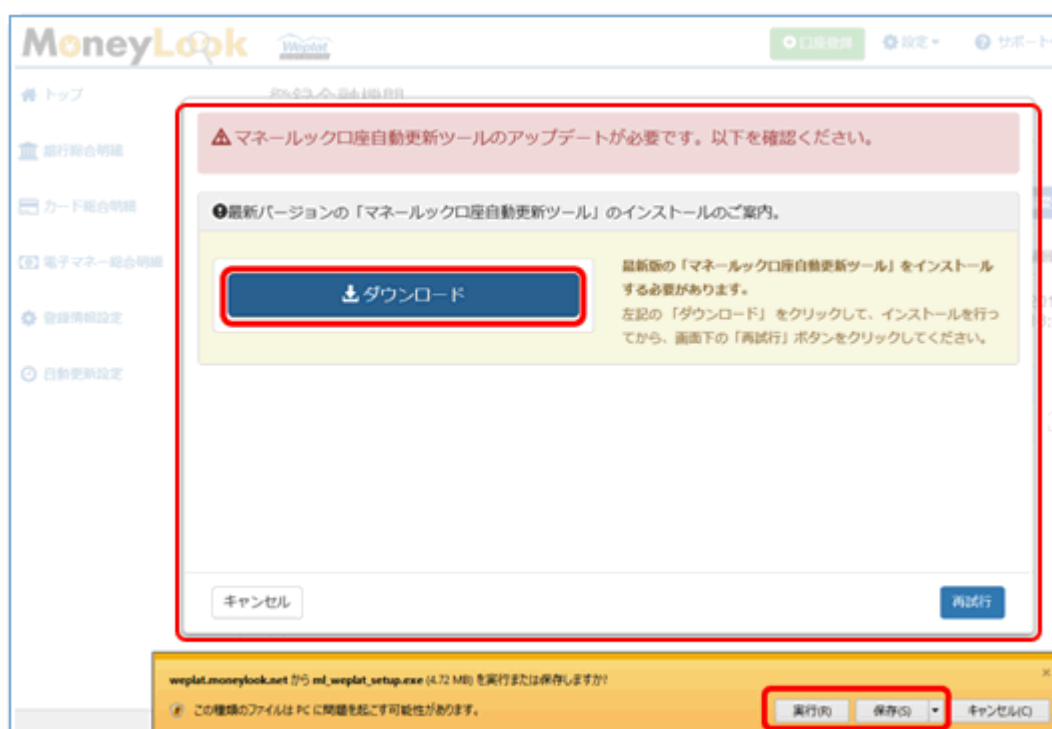 MoneyLook Weplat 口座登録 設定 サポート
トップ
登録金融機関
銀行総合明細
カード総合明細
電子マネー総合明細
登録情報設定
自動更新設定
マネールック口座自動更新ツールのアップデートが必要です。以下を確認ください。
最新バージョンの「マネールック口座自動更新ツール」のインストールのご案内。
ダウンロード
最新版の「マネールック口座自動更新ツール」をインストール
する必要があります。
左記の「ダウンロード」をクリックして、インストールを行っ
てから、画面下の「再試行」ボタンをクリックしてください。
キャンセル
再試行
weplat.moneylook.net から ml_weplat_setup.exe (4.72 MB) を実行または保存しますか?
この種類のファイルは PC に問題を起こす可能性があります。
実行(R) 保存(S) キャンセル(C)